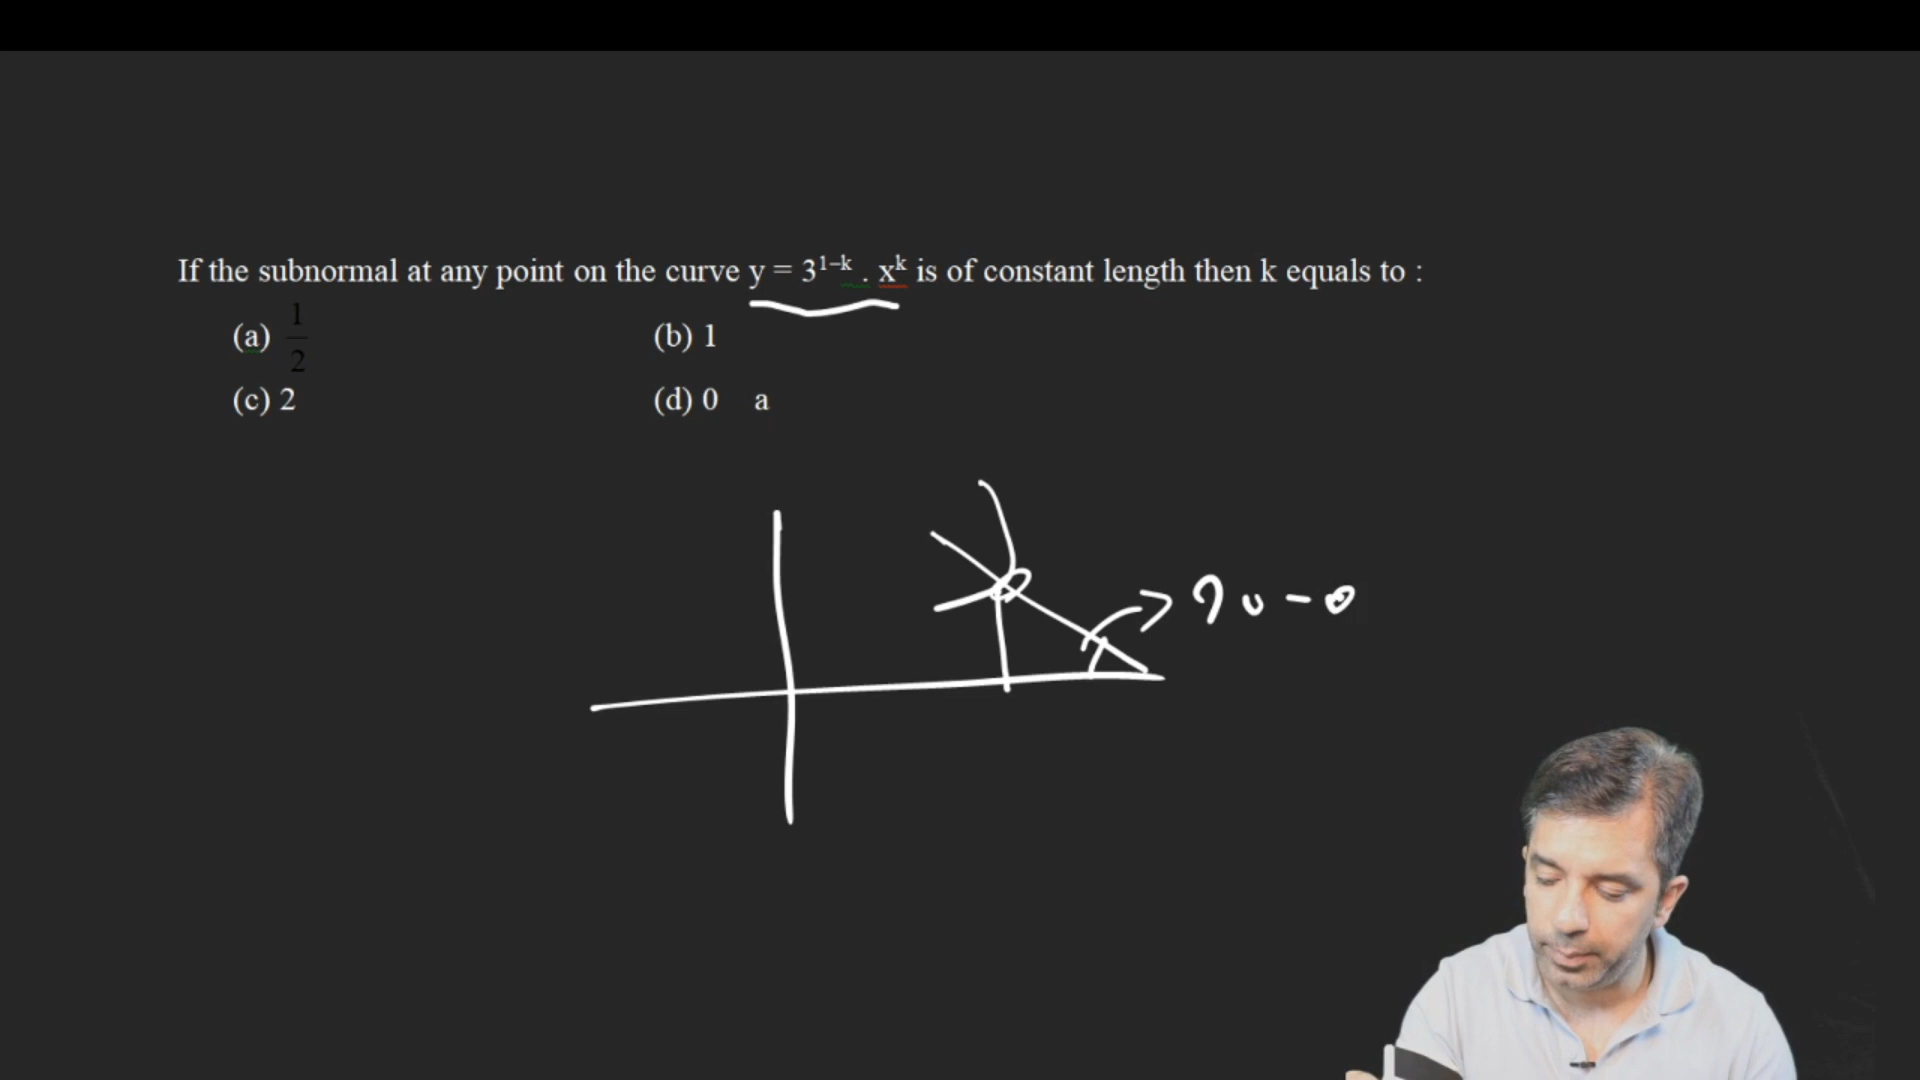 If the subnormal at any point on the curve y = 3^{1–k} . x^k is of constant length then k equals to :
(a) 1/2 (b) 1
(c) 2 (d) 0 a
90 - θ